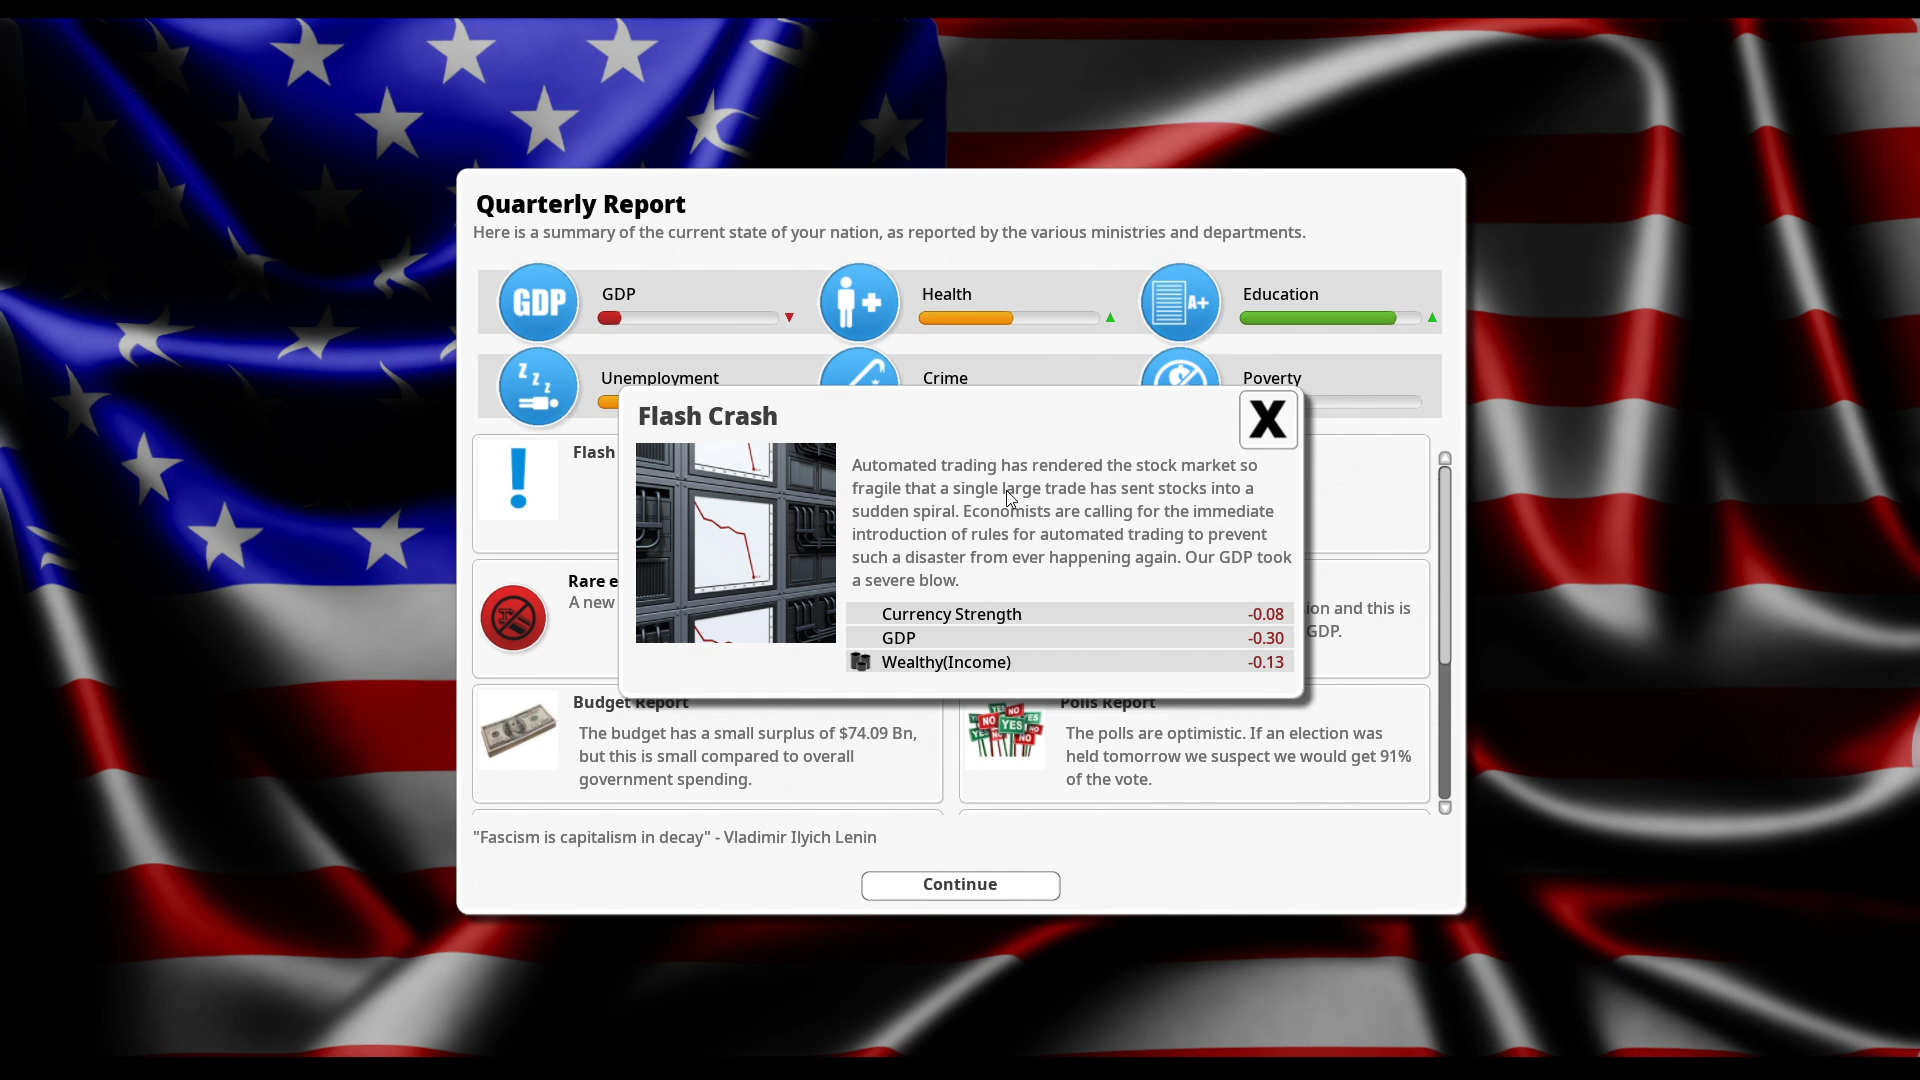 Quarterly Report
Here is a summary of the current state of your nation, as reported by the various ministries and departments.
GDP
GDP
Health
A+
Education
Z Z Z
Unemployment
Crime
Poverty
Flash Crash
X
Automated trading has rendered the stock market so
fragile that a single large trade has sent stocks into a
sudden spiral. Economists are calling for the immediate
introduction of rules for automated trading to prevent
such a disaster from ever happening again. Our GDP took
a severe blow.
Currency Strength -0.08
GDP -0.30
Wealthy(Income) -0.13
Flash
Rare e
A new
ion and this is
GDP.
Budget Report
The budget has a small surplus of $74.09 Bn,
but this is small compared to overall
government spending.
YES NO YES NO YES NO
Polls Report
The polls are optimistic. If an election was
held tomorrow we suspect we would get 91%
of the vote.
"Fascism is capitalism in decay" - Vladimir Ilyich Lenin
Continue